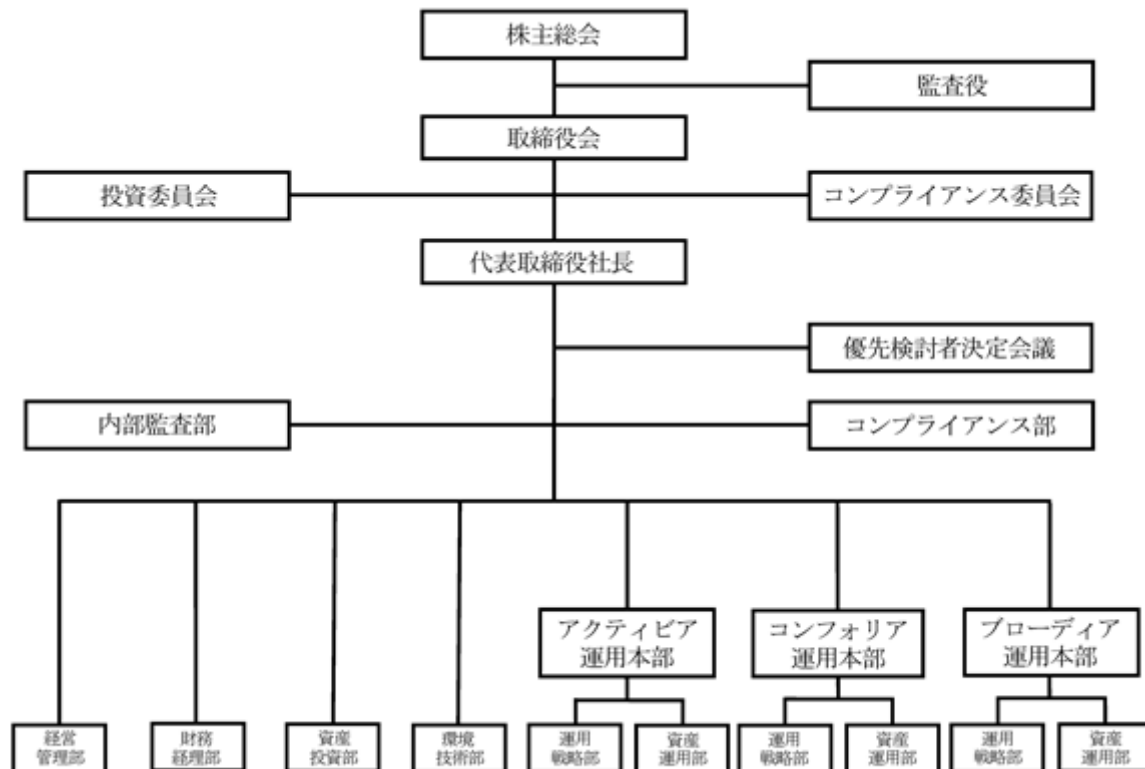 株主総会
監査役
取締役会
投資委員会
コンプライアンス委員会
代表取締役社長
優先検討者決定会議
内部監査部
コンプライアンス部
アクティビア
運用本部
コンフォリア
運用本部
ブローディア
運用本部
経営
管理部
財務
経理部
資産
投資部
環境
技術部
運用
戦略部
資産
運用部
運用
戦略部
資産
運用部
運用
戦略部
資産
運用部